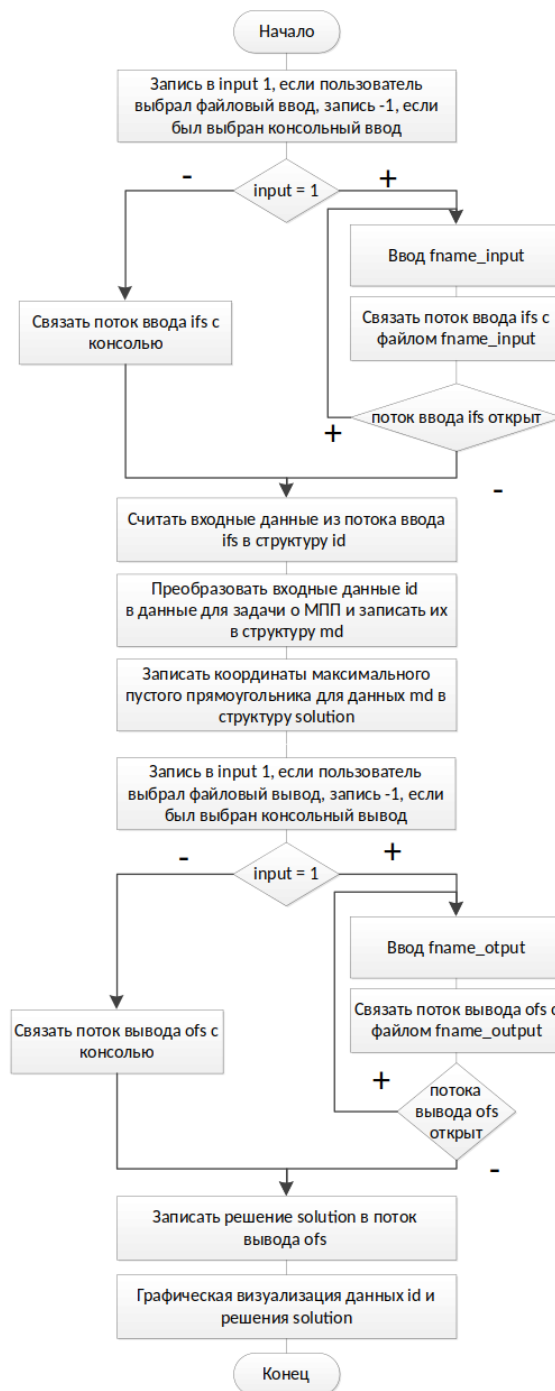 Начало
Запись в input 1, если пользователь
выбрал файловый ввод, запись -1, если
был выбран консольный ввод
-
input = 1
+
Ввод fname_input
Связать поток ввода ifs с
консолью
Связать поток ввода ifs с
файлом fname_input
поток ввода ifs открыт
+
-
Считать входные данные из потока ввода
ifs в структуру id
Преобразовать входные данные id
в данные для задачи о МПП и записать их
в структуру md
Записать координаты максимального
пустого прямоугольника для данных md в
структуру solution
Запись в input 1, если пользователь
выбрал файловый вывод, запись -1, если
был выбран консольный вывод
-
input = 1
+
Ввод fname_otput
Связать поток вывода ofs с
консолью
Связать поток вывода ofs с
файлом fname_output
+
потока
вывода ofs
открыт
-
Записать решение solution в поток
вывода ofs
Графическая визуализация данных id и
решения solution
Конец